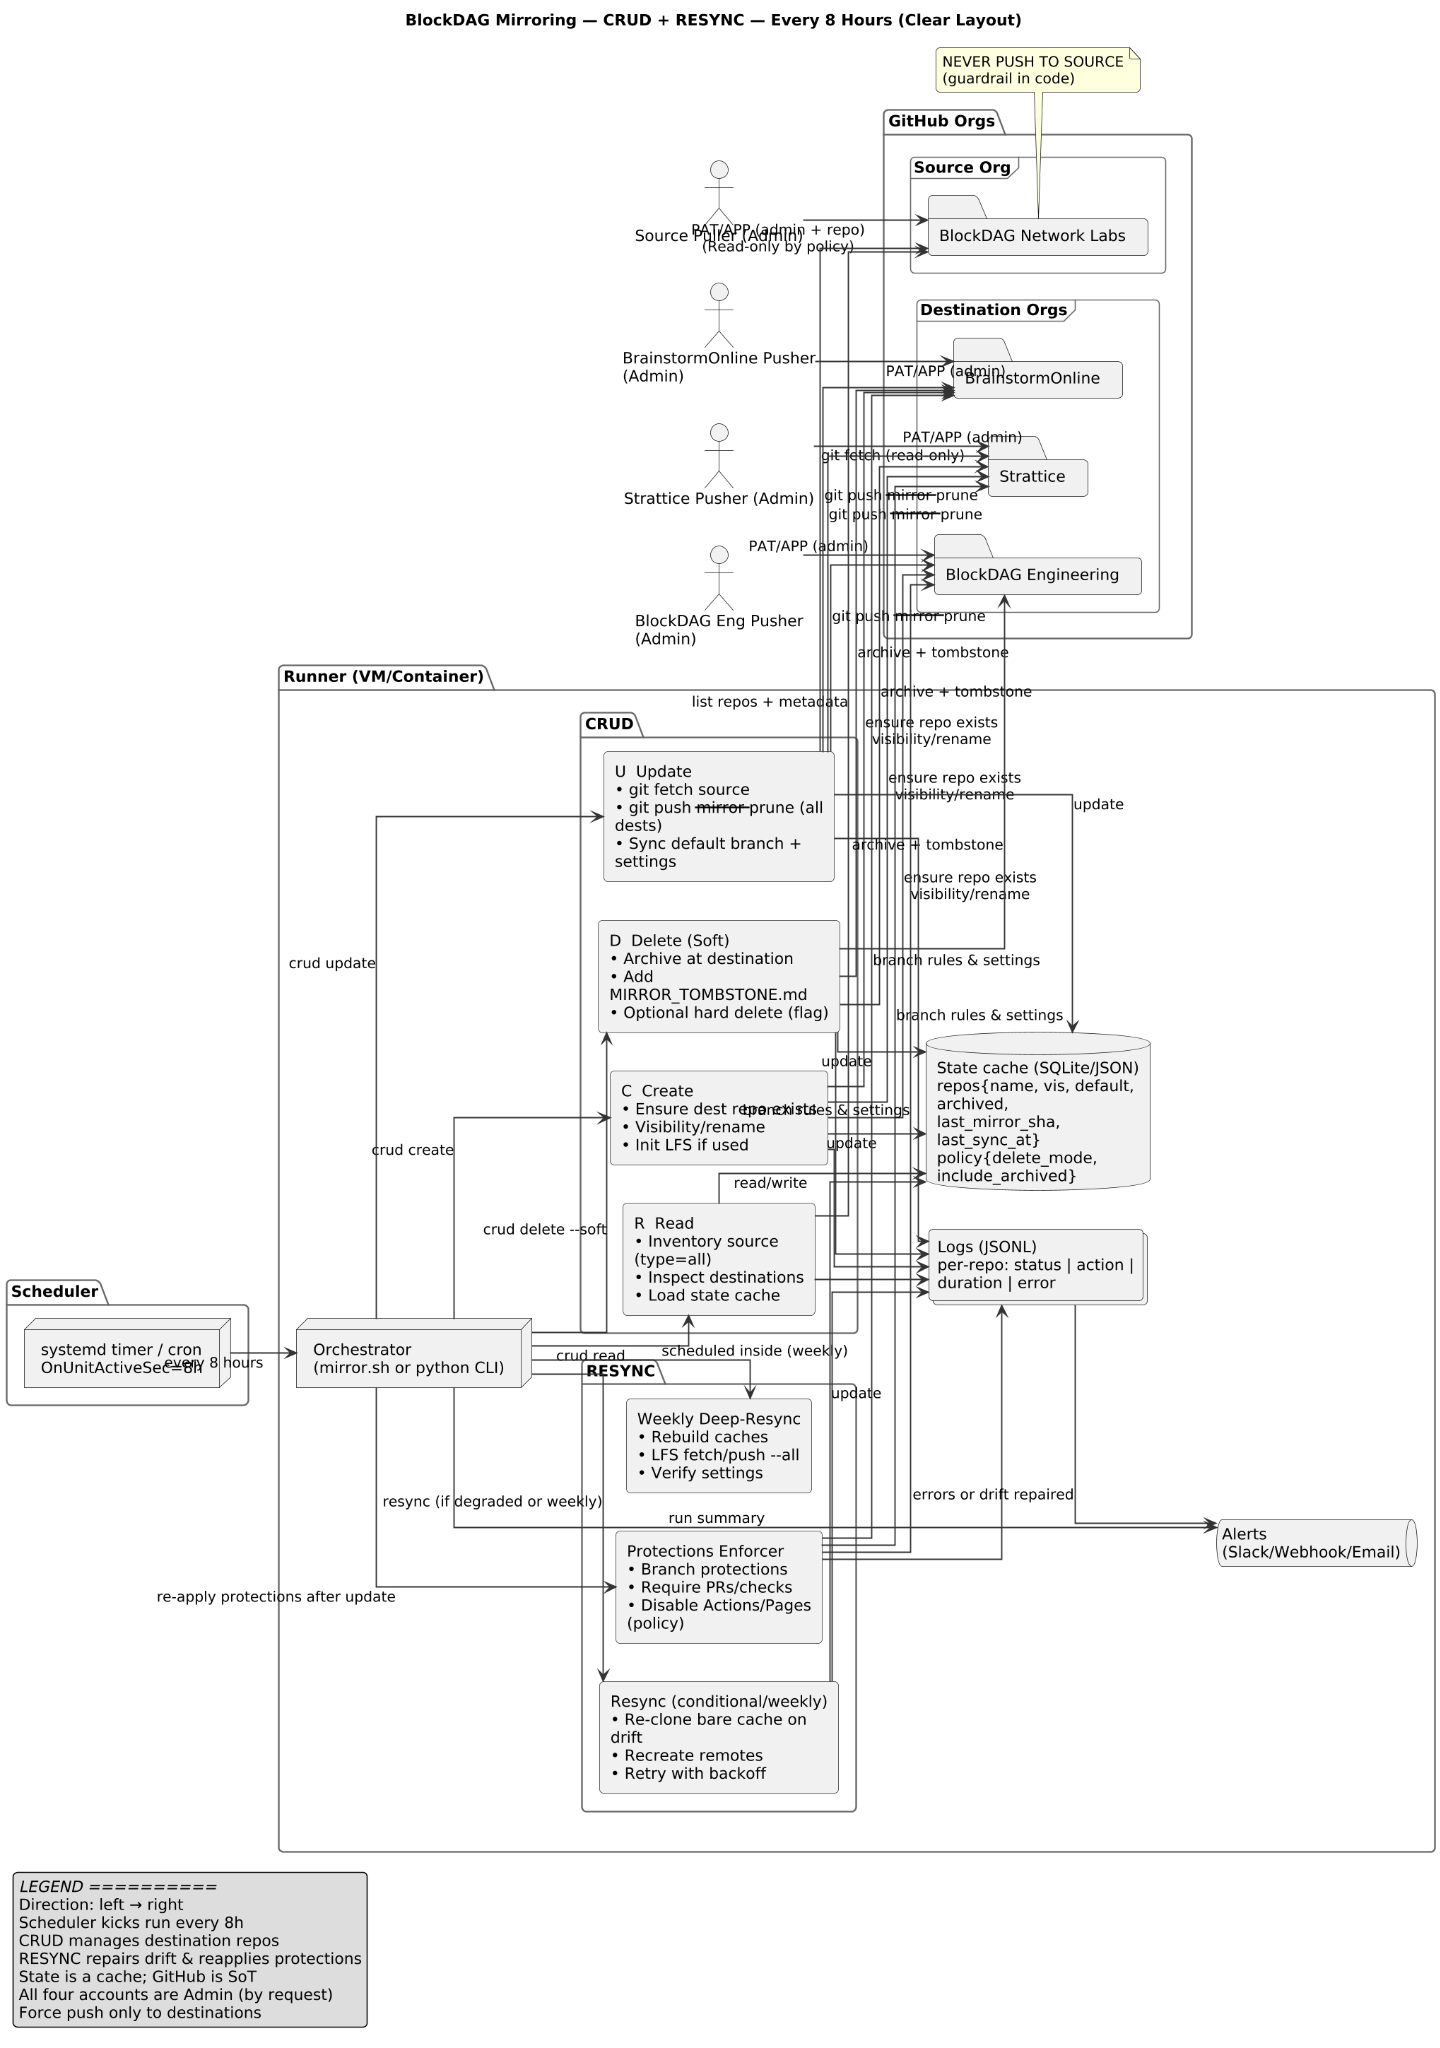 BlockDAG Mirroring — CRUD + RESYNC — Every 8 Hours (Clear Layout)
NEVER PUSH TO SOURCE
(guardrail in code)
GitHub Orgs
Source Org
BlockDAG Network Labs
Source Puller (Admin)
PAT/APP (admin + repo)
(Read-only by policy)
Destination Orgs
BrainstormOnline Pusher
(Admin)
PAT/APP (admin)
BrainstormOnline
Strattice Pusher (Admin)
PAT/APP (admin)
git fetch (read-only)
Strattice
git push mirror prune
git push mirror prune
BlockDAG Eng Pusher
(Admin)
PAT/APP (admin)
BlockDAG Engineering
git push mirror prune
archive + tombstone
Runner (VM/Container)
archive + tombstone
list repos + metadata
ensure repo exists
visibility/rename
CRUD
U  Update
• git fetch source
• git push mirror prune (all
dests)
• Sync default branch +
settings
ensure repo exists
visibility/rename
update
archive + tombstone
ensure repo exists
visibility/rename
crud update
D  Delete (Soft)
• Archive at destination
• Add
MIRROR_TOMBSTONE.md
• Optional hard delete (flag)
branch rules & settings
branch rules & settings
update
State cache (SQLite/JSON)
repos{name, vis, default,
archived,
last_mirror_sha,
last_sync_at}
policy{delete_mode,
include_archived}
C  Create
• Ensure dest repo exists
• Visibility/rename
• Init LFS if used
branch rules & settings
update
crud create
read/write
crud delete --soft
R  Read
• Inventory source
(type=all)
• Inspect destinations
• Load state cache
Logs (JSONL)
per-repo: status | action |
duration | error
Scheduler
systemd timer / cron
OnUnitActiveSec=8h
every 8 hours
Orchestrator
(mirror.sh or python CLI)
crud read
scheduled inside (weekly)
RESYNC
update
Weekly Deep-Resync
• Rebuild caches
• LFS fetch/push --all
• Verify settings
resync (if degraded or weekly)
errors or drift repaired
run summary
Alerts
(Slack/Webhook/Email)
Protections Enforcer
• Branch protections
• Require PRs/checks
• Disable Actions/Pages
(policy)
re-apply protections after update
Resync (conditional/weekly)
• Re-clone bare cache on
drift
• Recreate remotes
• Retry with backoff
LEGEND ==========
Direction: left → right
Scheduler kicks run every 8h
CRUD manages destination repos
RESYNC repairs drift & reapplies protections
State is a cache; GitHub is SoT
All four accounts are Admin (by request)
Force push only to destinations